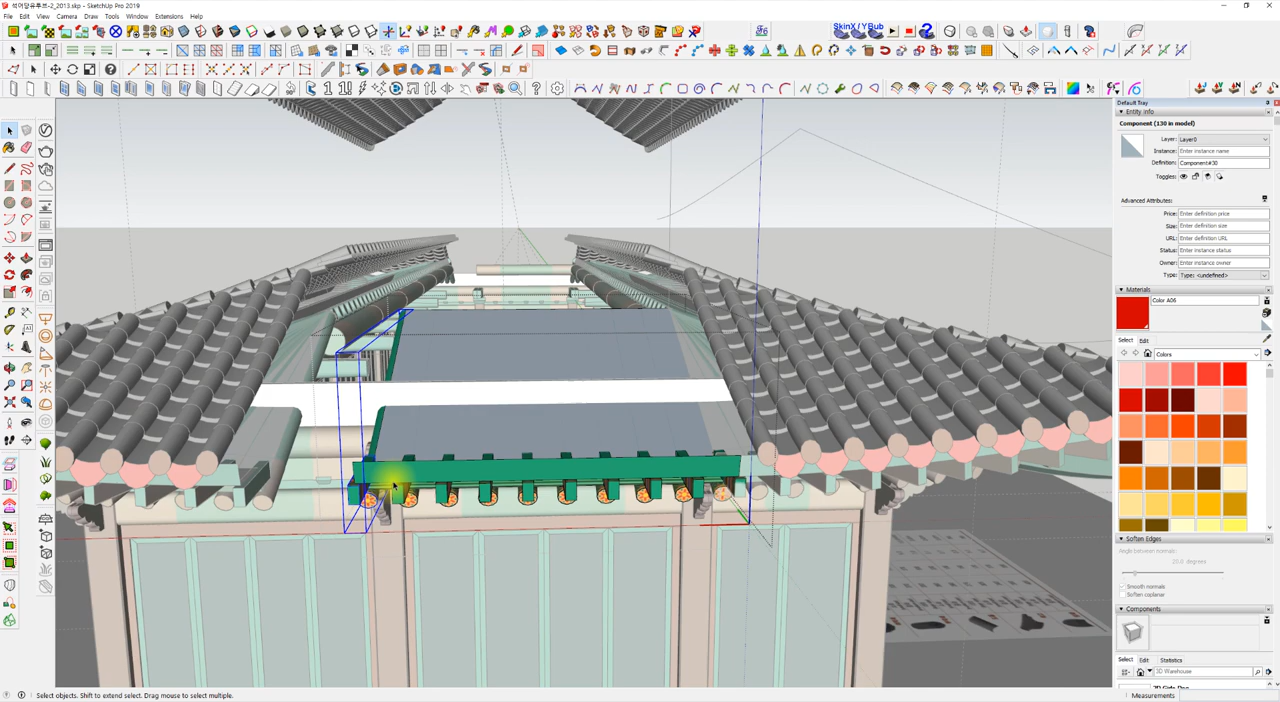 석어당유투브-2_2013.skp - SketchUp Pro 2019
File Edit View Camera Draw Tools Window Extensions Help
SkinX/YBub
Default Tray
Entity Info
Component (130 in model)
Layer: Layer0
Instance: Enter instance name
Definition: Component#30
Toggles:
Advanced Attributes:
Price: Enter definition price
Size: Enter definition size
URL: Enter definition URL
Status: Enter instance status
Owner: Enter instance owner
Type: Type: <undefined>
Materials
Color A06
Select Edit
Colors
Soften Edges
Angle between normals:
20.0 degrees
Smooth normals
Soften coplanar
Components
Select Edit Statistics
3D Warehouse
Select objects. Shift to extend select. Drag mouse to select multiple.
Measurements